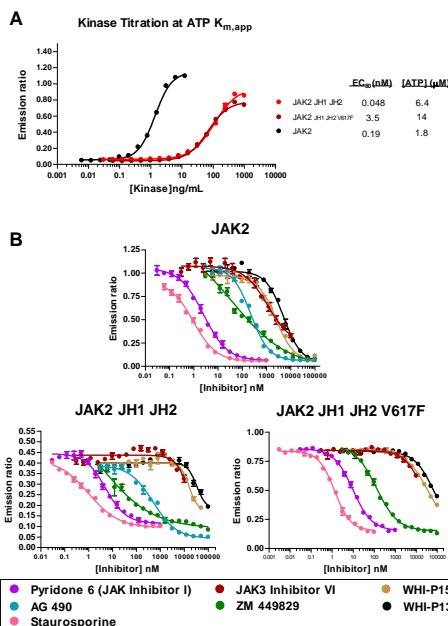 A
Kinase Titration at ATP Km,app
Emission ratio
1.40
1.20
1.00
0.80
0.60
0.40
0.20
0.0
0.001 0.01 0.1 1 10 100 1000 10000
[Kinase]ng/mL
EC80(nM) [ATP] (μM)
JAK2 JH1 JH2 0.048 6.4
JAK2 JH1 JH2 V617F 3.5 14
JAK2 0.19 1.8
B
JAK2
Emission ratio
1.25
1.00
0.75
0.50
0.25
0.00
0.01 0.1 1 10 100 1000 10000 100000
[Inhibitor] nM
JAK2 JH1 JH2
Emission ratio
0.55
0.50
0.45
0.40
0.35
0.30
0.25
0.20
0.15
0.10
0.05
0.00
0.01 0.1 1 10 100 1000 10000 100000
[Inhibitor] nM
JAK2 JH1 JH2 V617F
Emission ratio
1.00
0.75
0.50
0.25
0.00
0.01 0.1 1 10 100 1000 10000 100000
[Inhibitor] nM
Pyridone 6 (JAK Inhibitor I) JAK3 Inhibitor VI WHI-P15
AG 490 ZM 449829 WHI-P13
Staurosporine